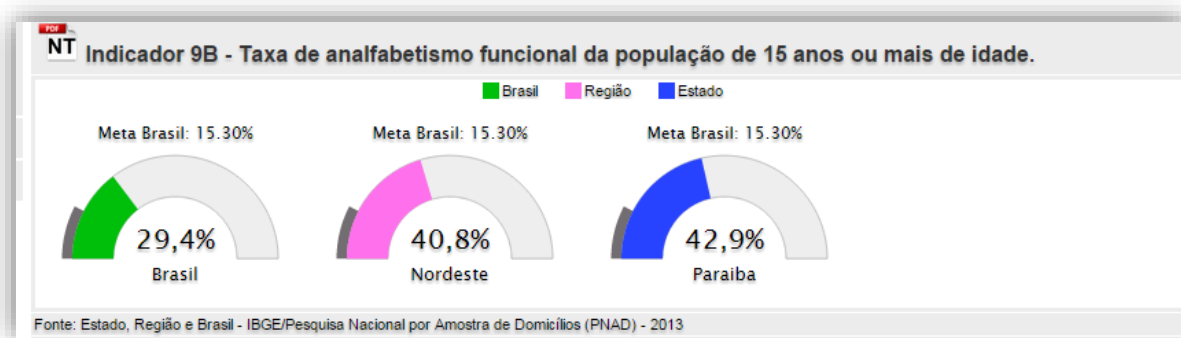 PDF
NT
Indicador 9B - Taxa de analfabetismo funcional da população de 15 anos ou mais de idade.
Brasil Região Estado
Meta Brasil: 15.30% Meta Brasil: 15.30% Meta Brasil: 15.30%
29,4% 40,8% 42,9%
Brasil Nordeste Paraiba
Fonte: Estado, Região e Brasil - IBGE/Pesquisa Nacional por Amostra de Domicílios (PNAD) - 2013